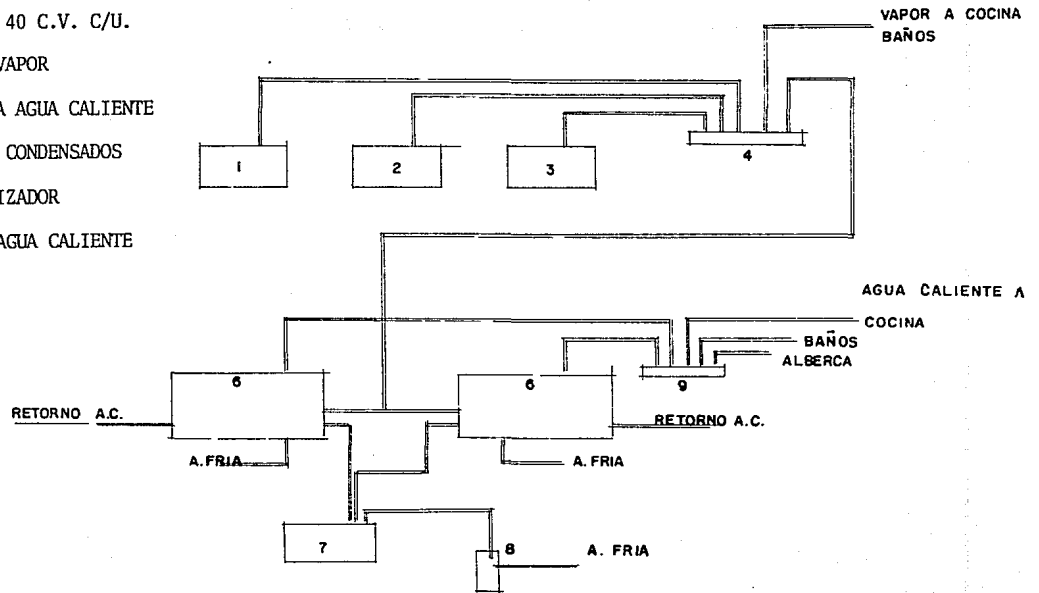 40 C.V. C/U.
VAPOR
A AGUA CALIENTE
CONDENSADOS
IZADOR
AGUA CALIENTE
VAPOR A COCINA
BAÑOS
1
2
3
4
AGUA CALIENTE A
COCINA
BAÑOS
ALBERCA
6
6
9
RETORNO A.C.
RETORNO A.C.
A. FRIA
A. FRIA
7
8
A. FRIA